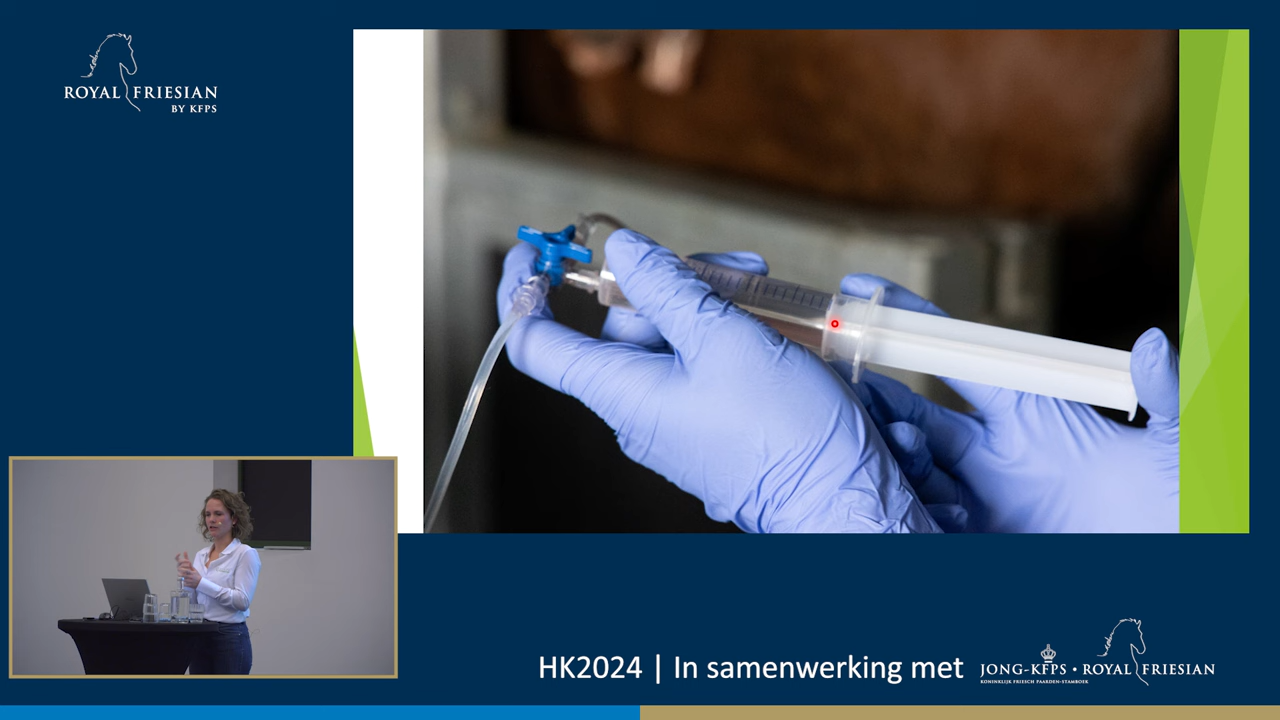 ROYAL FRIESIAN
BY KFPS
HK2024 | In samenwerking met
JONG-KFPS • ROYAL FRIESIAN
KONINKLIJK FRIESCH PAARDEN-STAMBOEK